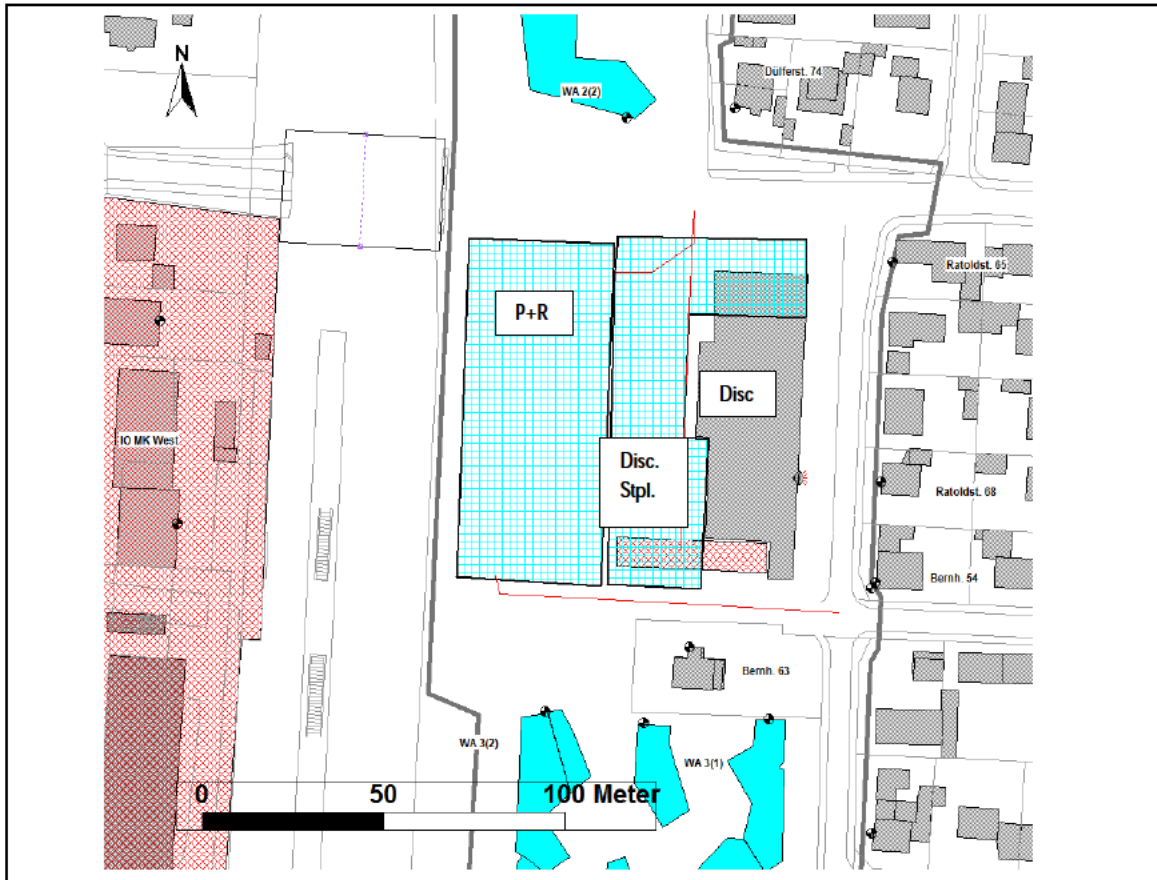 N
WA 2(2)
Dülferst. 74
Ratoldst. 65
P+R
Disc
IO MK West
Disc.
Stpl.
Ratoldst. 68
Bernh. 54
Bernh. 63
WA 3(2)
WA 3(1)
0 50 100 Meter